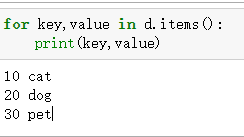 for key,value in d.items():
    print(key,value)
10 cat
20 dog
30 pet